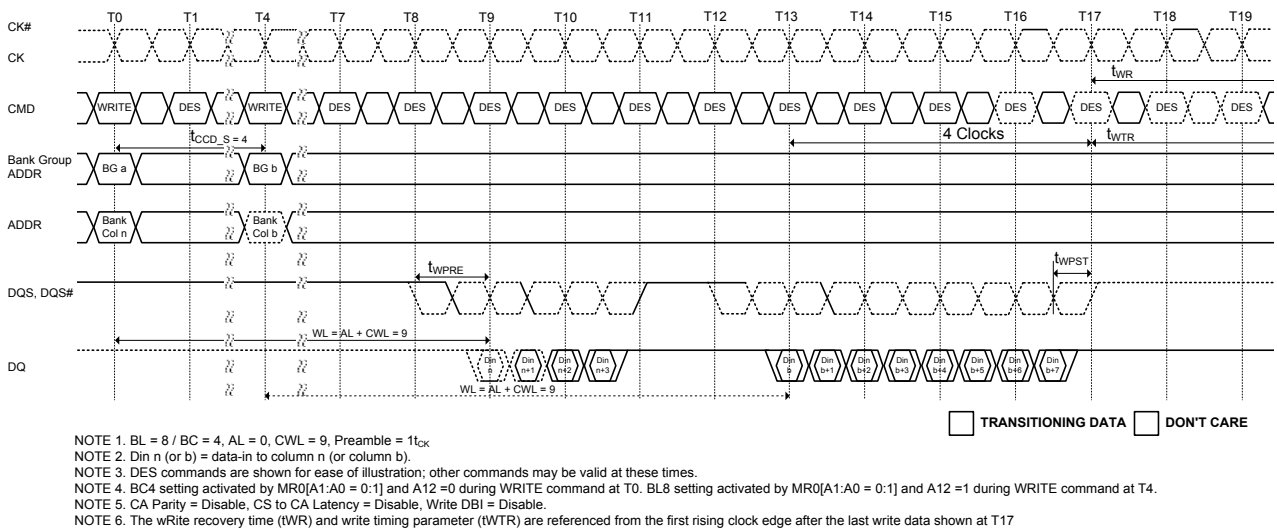 CK# T0 T1 T4 T7 T8 T9 T10 T11 T12 T13 T14 T15 T16 T17 T18 T19
CK
tWR
CMD WRITE DES WRITE DES DES DES DES DES DES DES DES DES DES DES DES DES
tCCD_S = 4
4 Clocks
tWTR
Bank Group
ADDR
BG a
BG b
ADDR
Bank
Col n
Bank
Col b
tWPRE
tWPST
DQS, DQS#
WL = AL + CWL = 9
DQ
Din
n
Din
n+1
Din
n+2
Din
n+3
Din
b
Din
b+1
Din
b+2
Din
b+3
Din
b+4
Din
b+5
Din
b+6
Din
b+7
WL = AL + CWL = 9
TRANSITIONING DATA DON'T CARE
NOTE 1. BL = 8 / BC = 4, AL = 0, CWL = 9, Preamble = 1tCK
NOTE 2. Din n (or b) = data-in to column n (or column b).
NOTE 3. DES commands are shown for ease of illustration; other commands may be valid at these times.
NOTE 4. BC4 setting activated by MR0[A1:A0 = 0:1] and A12 =0 during WRITE command at T0. BL8 setting activated by MR0[A1:A0 = 0:1] and A12 =1 during WRITE command at T4.
NOTE 5. CA Parity = Disable, CS to CA Latency = Disable, Write DBI = Disable.
NOTE 6. The wRite recovery time (tWR) and write timing parameter (tWTR) are referenced from the first rising clock edge after the last write data shown at T17